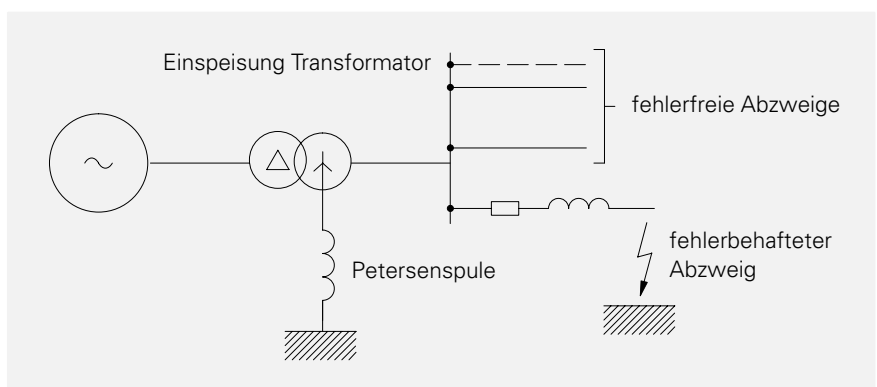 Einspeisung Transformator
fehlerfreie Abzweige
fehlerbehafteter
Abzweig
Petersenspule